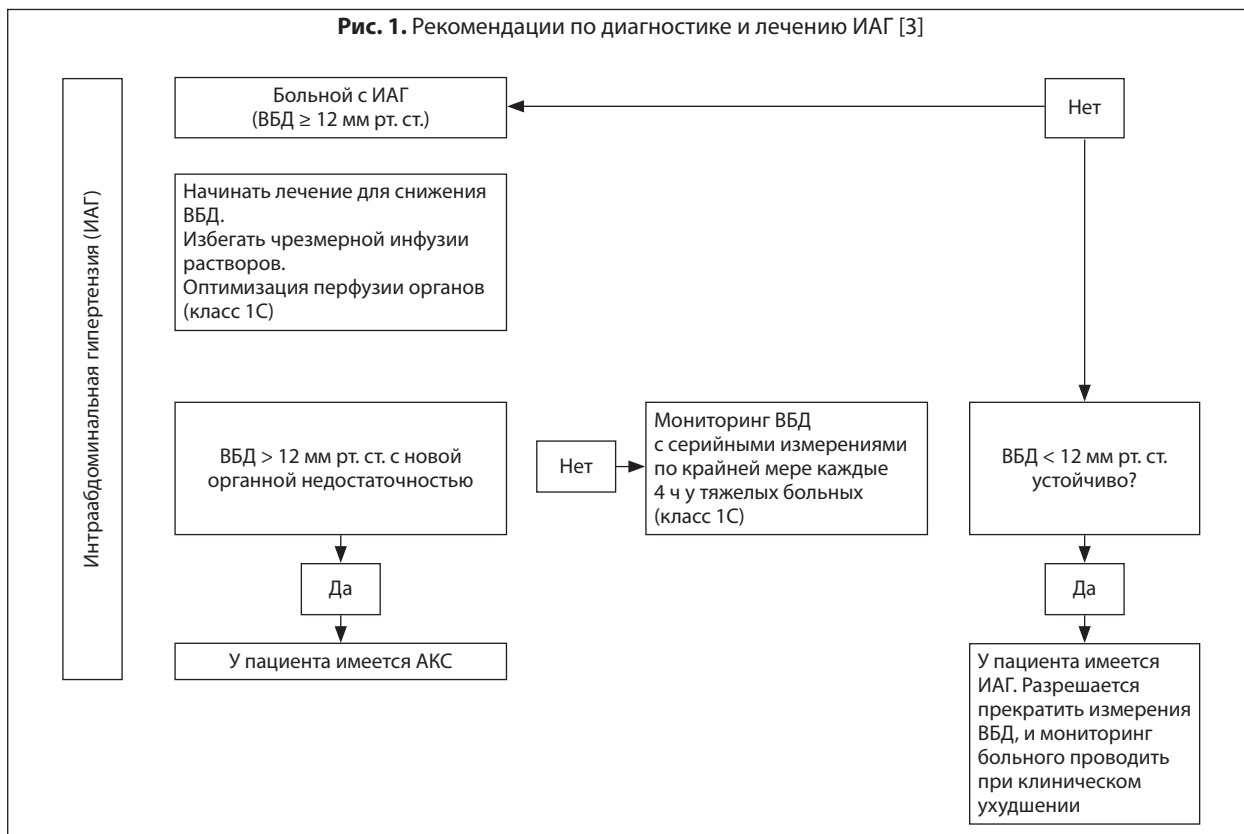 Рис. 1. Рекомендации по диагностике и лечению ИАГ [3]
Интраабдоминальная гипертензия (ИАГ)
Больной с ИАГ
(ВБД ≥ 12 мм рт. ст.)
Нет
Начинать лечение для снижения
ВБД.
Избегать чрезмерной инфузии
растворов.
Оптимизация перфузии органов
(класс 1С)
ВБД > 12 мм рт. ст. с новой
органной недостаточностью
Нет
Мониторинг ВБД
с серийными измерениями
по крайней мере каждые
4 ч у тяжелых больных
(класс 1С)
ВБД < 12 мм рт. ст.
устойчиво?
Да
Да
У пациента имеется АКС
У пациента имеется
ИАГ. Разрешается
прекратить измерения
ВБД, и мониторинг
больного проводить
при клиническом
ухудшении